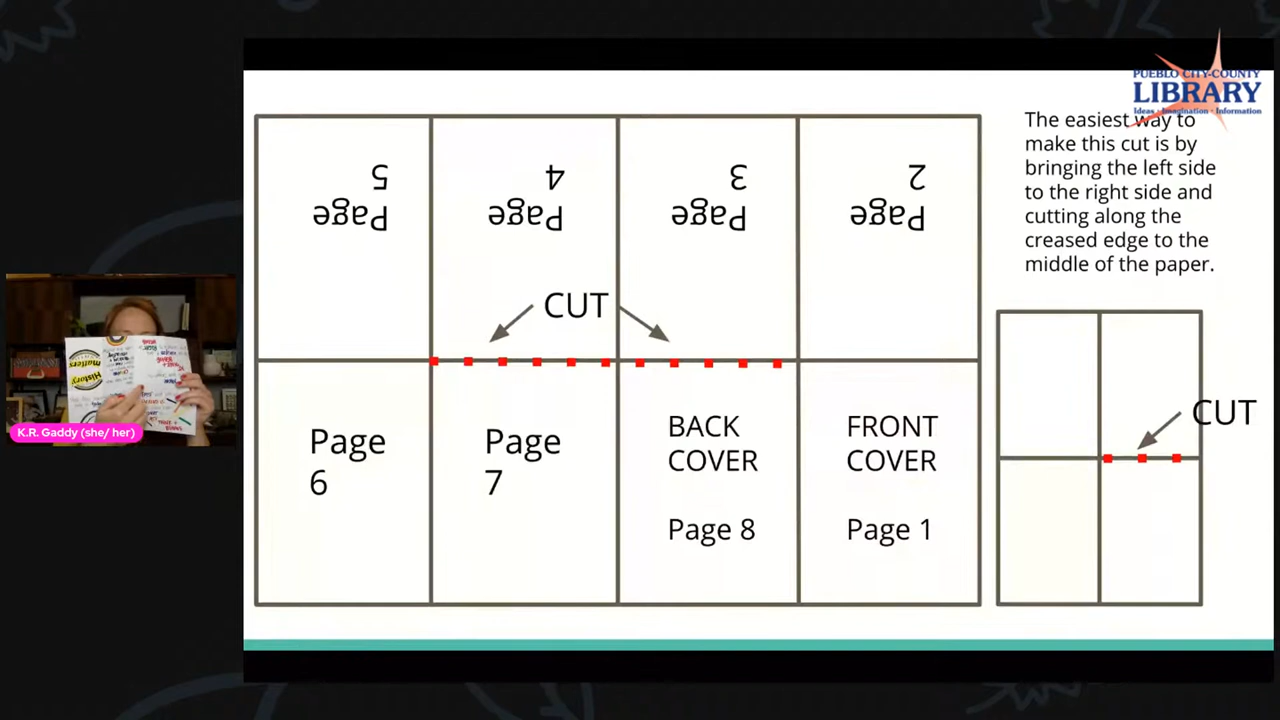 PUEBLO CITY-COUNTY
LIBRARY
Ideas • Imagination • Information
The easiest way to
make this cut is by
bringing the left side
to the right side and
cutting along the
creased edge to the
middle of the paper.
Page
5
Page
4
Page
3
Page
2
CUT
CUT
Page
6
Page
7
BACK
COVER
Page 8
FRONT
COVER
Page 1
History
matters
K.R. Gaddy (she/ her)